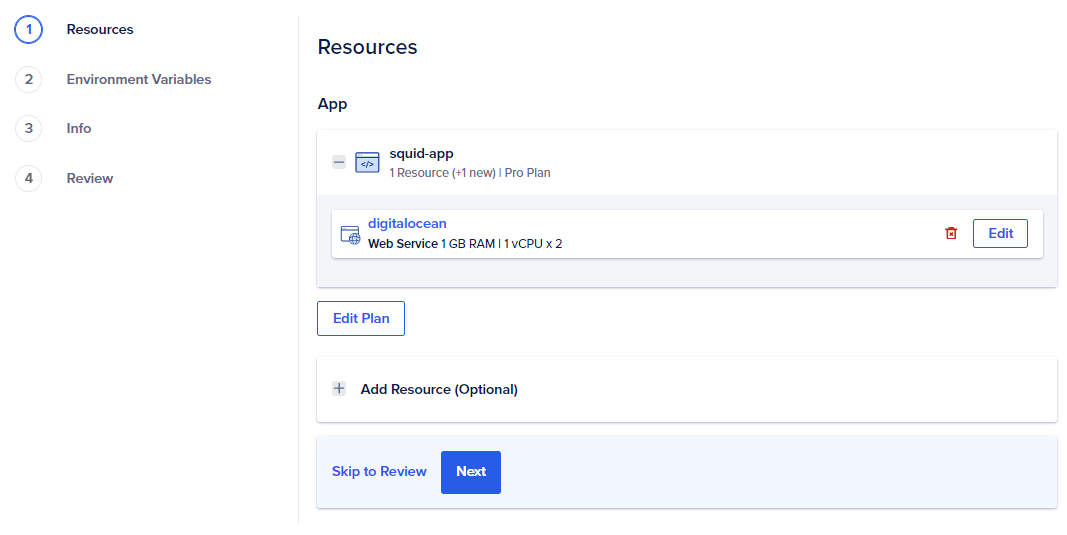 1 Resources
2 Environment Variables
3 Info
4 Review
Resources
App
squid-app
1 Resource (+1 new) | Pro Plan
digitalocean
Web Service 1 GB RAM | 1 vCPU x 2
Edit
Edit Plan
Add Resource (Optional)
Skip to Review
Next